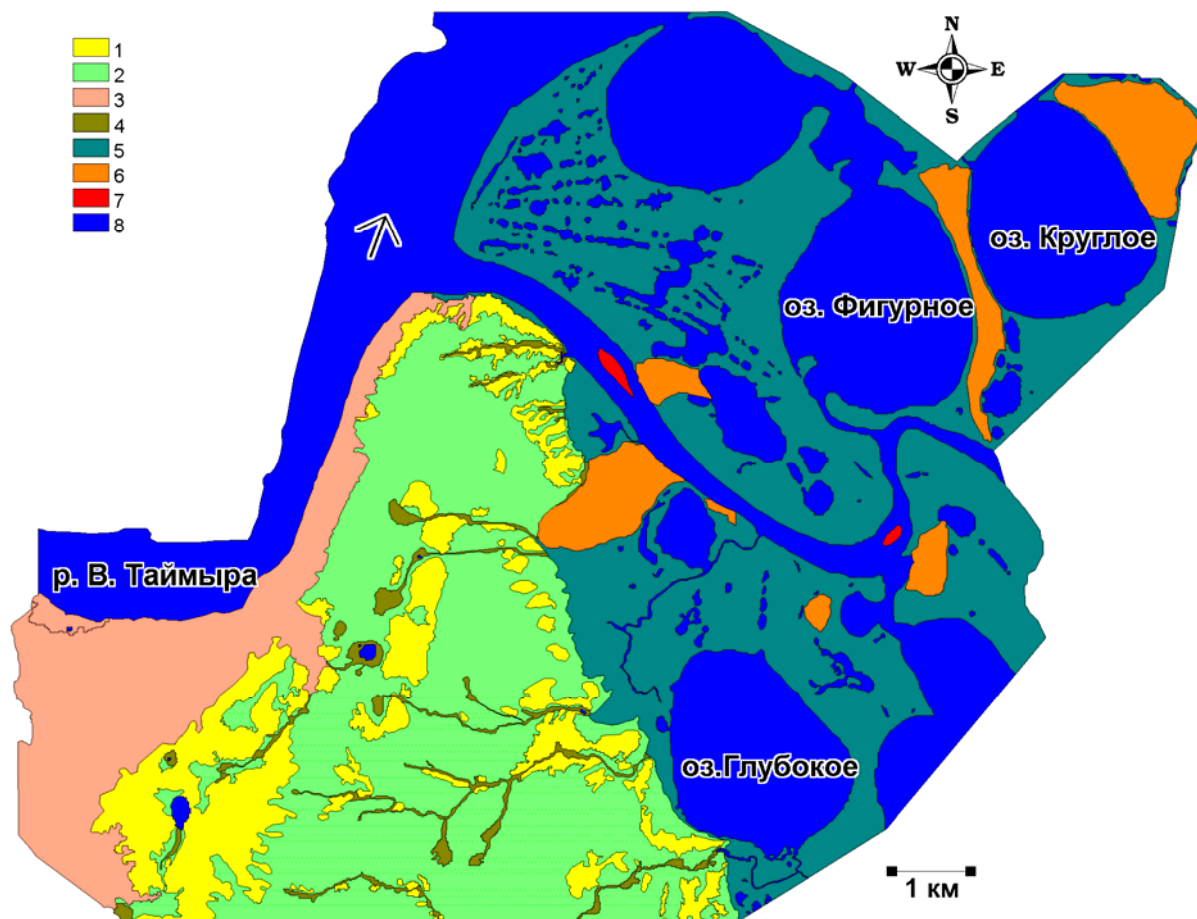 1
2
3
4
5
6
7
8
N
W E
S
оз. Круглое
оз. Фигурное
р. В. Таймыра
оз.Глубокое
1 км